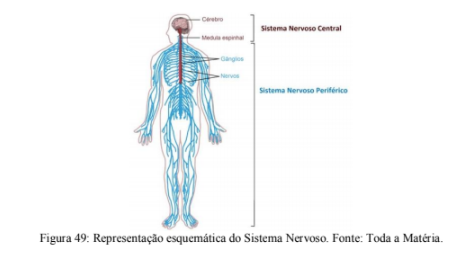 Cérebro
Sistema Nervoso Central
Medula espinhal
Gânglios
Nervos
Sistema Nervoso Periférico
Figura 49: Representação esquemática do Sistema Nervoso. Fonte: Toda a Matéria.